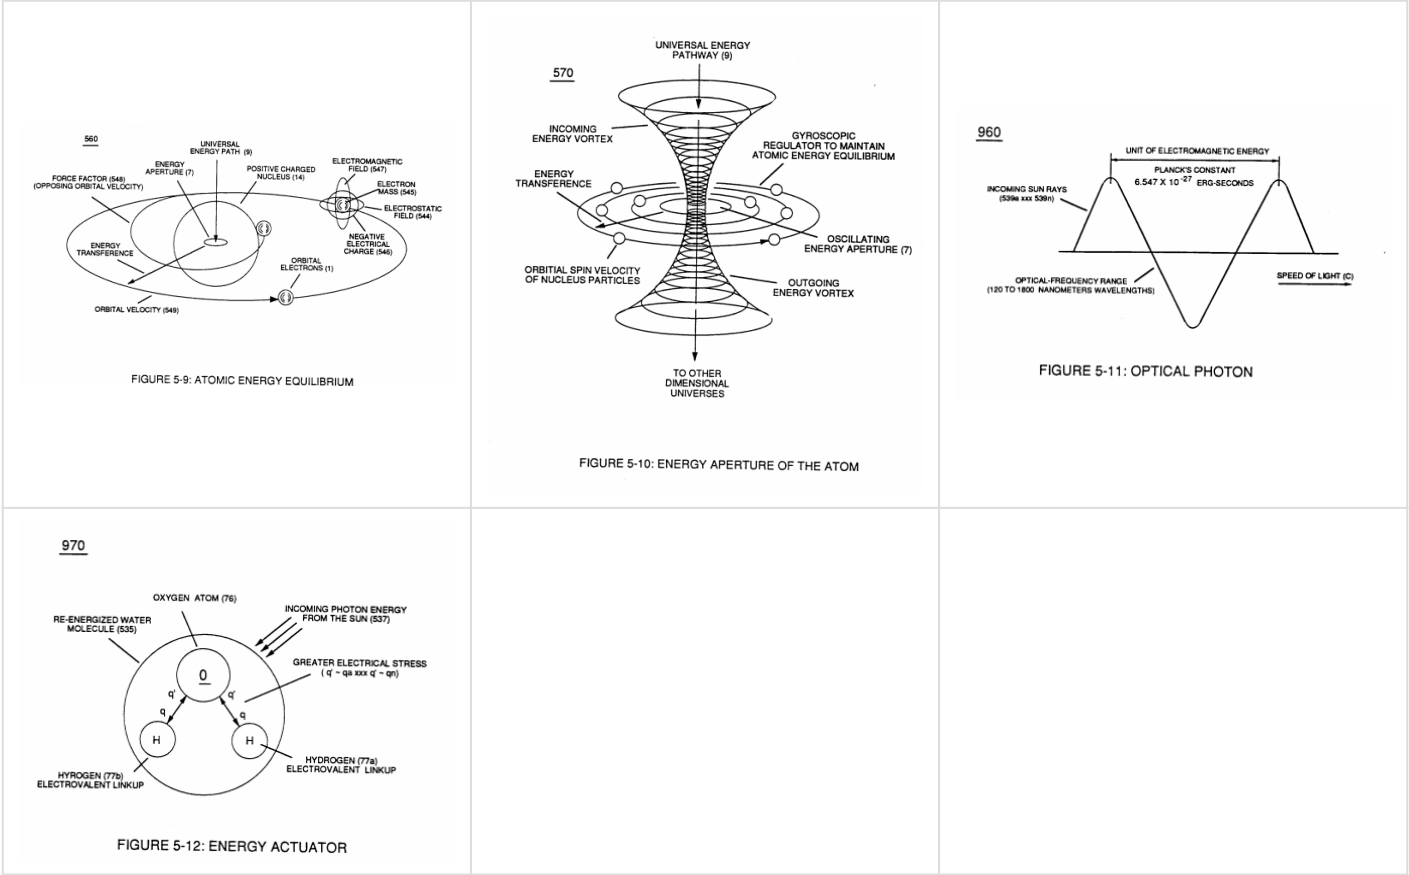 560
UNIVERSAL
ENERGY PATH (9)
ENERGY
APERTURE (7)
POSITIVE CHARGED
NUCLEUS (14)
ELECTROMAGNETIC
FIELD (547)
FORCE FACTOR (548)
(OPPOSING ORBITAL VELOCITY)
ELECTRON
MASS (545)
ELECTROSTATIC
FIELD (544)
NEGATIVE
ELECTRICAL
CHARGE (546)
ENERGY
TRANSFERENCE
ORBITAL
ELECTRONS (1)
ORBITAL VELOCITY (549)
FIGURE 5-9: ATOMIC ENERGY EQUILIBRIUM
570
UNIVERSAL ENERGY
PATHWAY (9)
INCOMING
ENERGY VORTEX
GYROSCOPIC
REGULATOR TO MAINTAIN
ATOMIC ENERGY EQUILIBRIUM
ENERGY
TRANSFERENCE
OSCILLATING
ENERGY APERTURE (7)
ORBITIAL SPIN VELOCITY
OF NUCLEUS PARTICLES
OUTGOING
ENERGY VORTEX
TO OTHER
DIMENSIONAL
UNIVERSES
FIGURE 5-10: ENERGY APERTURE OF THE ATOM
960
UNIT OF ELECTROMAGNETIC ENERGY
PLANCK'S CONSTANT
6.547 X 10⁻²⁷ ERG-SECONDS
INCOMING SUN RAYS
(539a xxx 539n)
OPTICAL-FREQUENCY RANGE
(120 TO 1800 NANOMETERS WAVELENGTHS)
SPEED OF LIGHT (C)
FIGURE 5-11: OPTICAL PHOTON
970
OXYGEN ATOM (76)
RE-ENERGIZED WATER
MOLECULE (535)
INCOMING PHOTON ENERGY
FROM THE SUN (537)
GREATER ELECTRICAL STRESS
( q' ~ qa xxx q' ~ qn)
0
q' q'
q q
H H
HYDROGEN (77a)
ELECTROVALENT LINKUP
HYROGEN (77b)
ELECTROVALENT LINKUP
FIGURE 5-12: ENERGY ACTUATOR